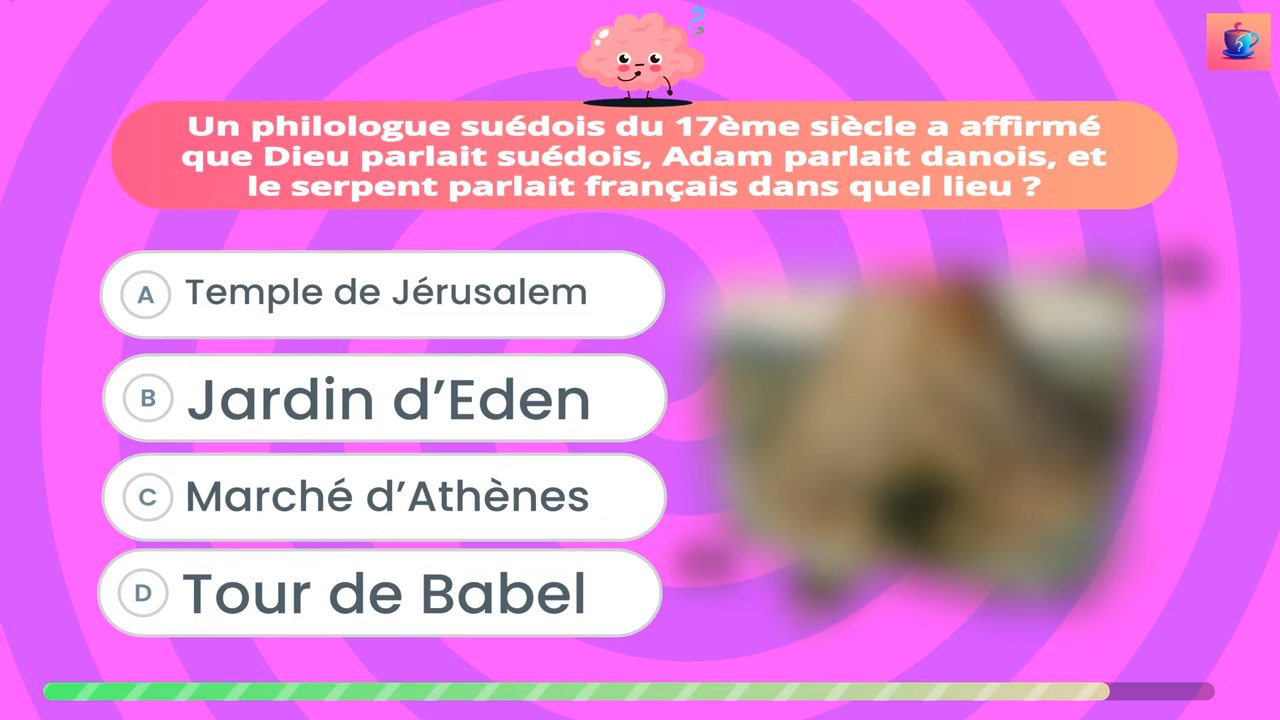 Un philologue suédois du 17ème siècle a affirmé
que Dieu parlait suédois, Adam parlait danois, et
le serpent parlait français dans quel lieu ?
A Temple de Jérusalem
B Jardin d’Eden
C Marché d’Athènes
D Tour de Babel